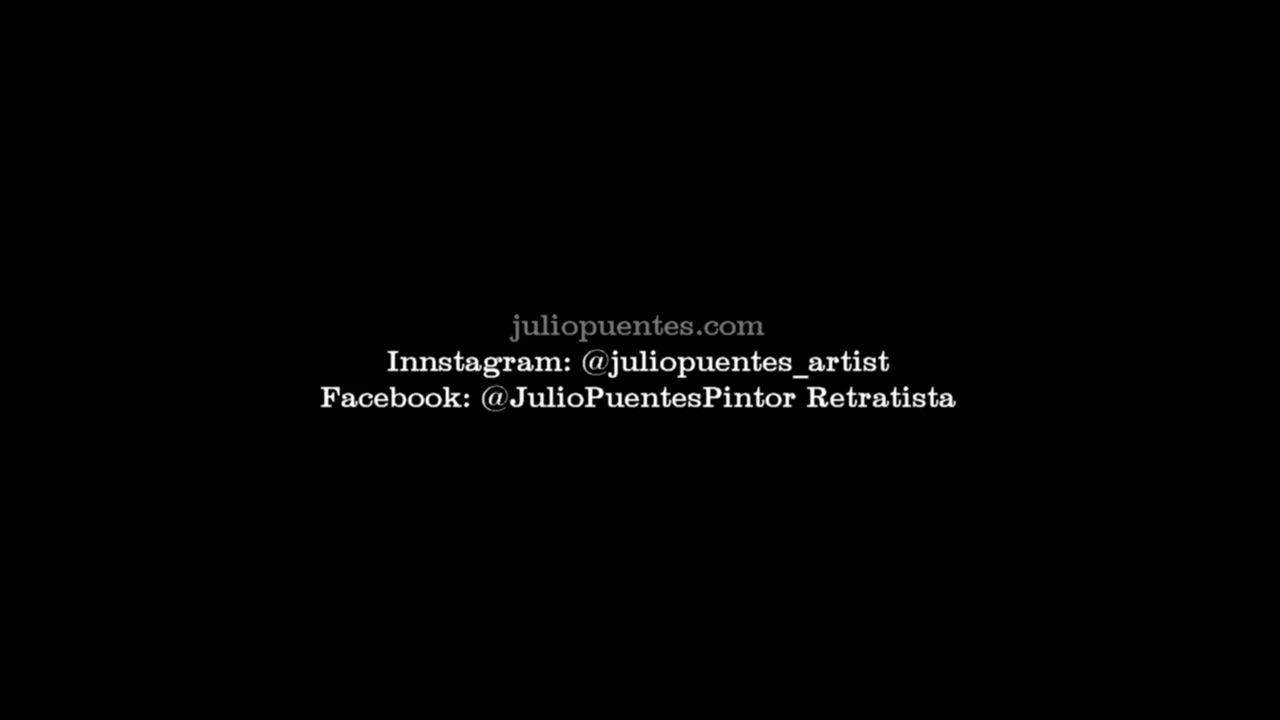 juliopuentes.com
Innstagram: @juliopuentes_artist
Facebook: @JulioPuentesPintor Retratista